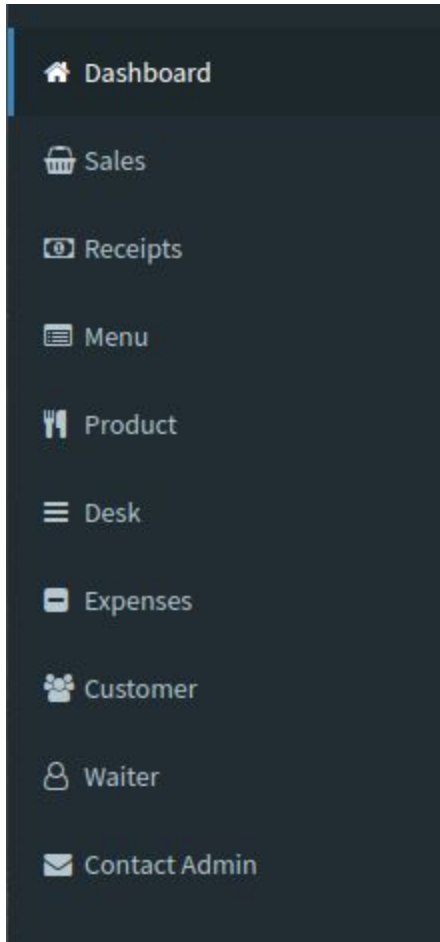 Dashboard
Sales
Receipts
Menu
Product
Desk
Expenses
Customer
Waiter
Contact Admin